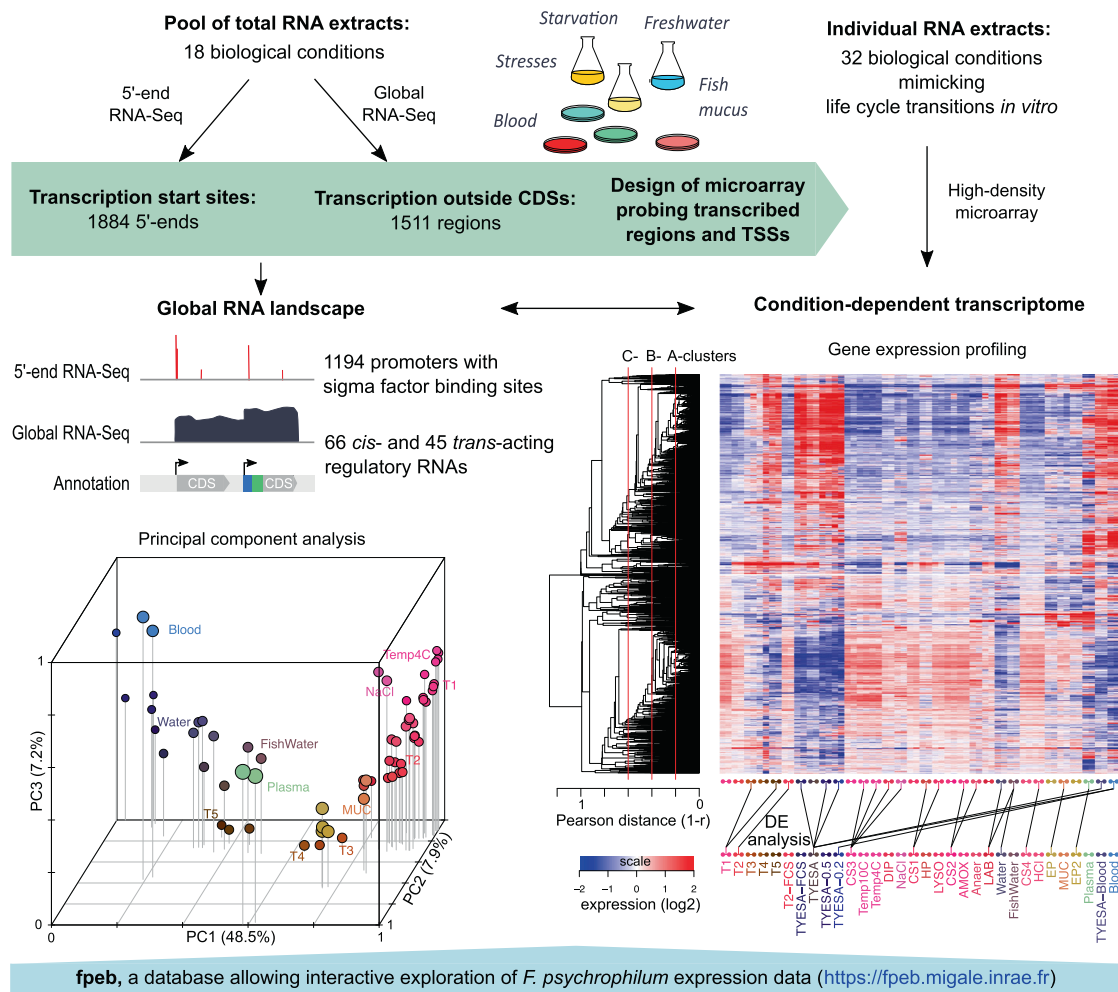 Pool of total RNA extracts:
18 biological conditions
5'-end
RNA-Seq
Global
RNA-Seq
Starvation
Freshwater
Stresses
Fish
mucus
Blood
Individual RNA extracts:
32 biological conditions
mimicking
life cycle transitions in vitro
Transcription start sites:
1884 5'-ends
Transcription outside CDSs:
1511 regions
Design of microarray
probing transcribed
regions and TSSs
High-density
microarray
Global RNA landscape
5'-end RNA-Seq
Global RNA-Seq
Annotation
CDS
CDS
1194 promoters with
sigma factor binding sites
66 cis- and 45 trans-acting
regulatory RNAs
Condition-dependent transcriptome
Gene expression profiling
C- B- A-clusters
1
0
Pearson distance (1-r)
scale
−2 −1 0 1 2
expression (log2)
DE
analysis
T1
T2
T3
T4
T5
T2−FCS
TYESA−FCS
TYESA
TYESA−0.5
TYESA−0.2
CS3
Temp10C
Temp4C
DIP
NaCl
CS1
HP
LYSO
CS2
AMOX
Anaer
LAB
Water
FishWater
CS4
HCl
EP
MUC
EP2
Plasma
TYESA−Blood
Blood
Principal component analysis
Blood
Temp4C
NaCl
T1
Water
FishWater
T2
Plasma
MUC
T5
T4
T3
1
0
PC3 (7.2%)
0
PC1 (48.5%)
1
1
PC2 (7.9%)
fpeb, a database allowing interactive exploration of F. psychrophilum expression data (https://fpeb.migale.inrae.fr)